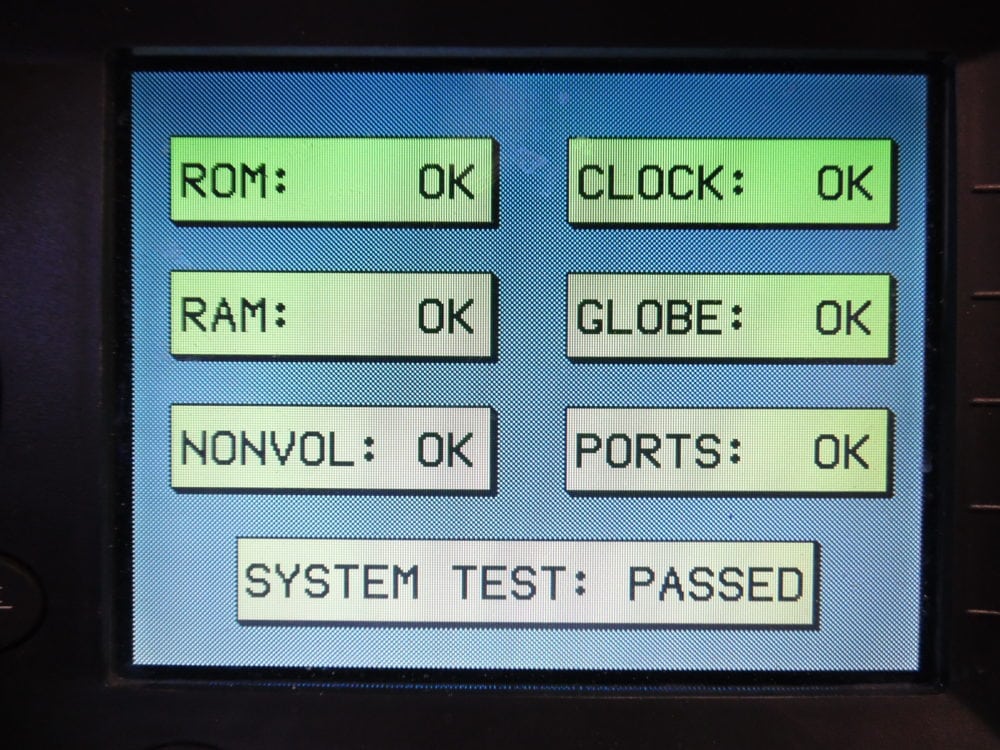 ROM: OK
CLOCK: OK
RAM: OK
GLOBE: OK
NONVOL: OK
PORTS: OK
SYSTEM TEST: PASSED